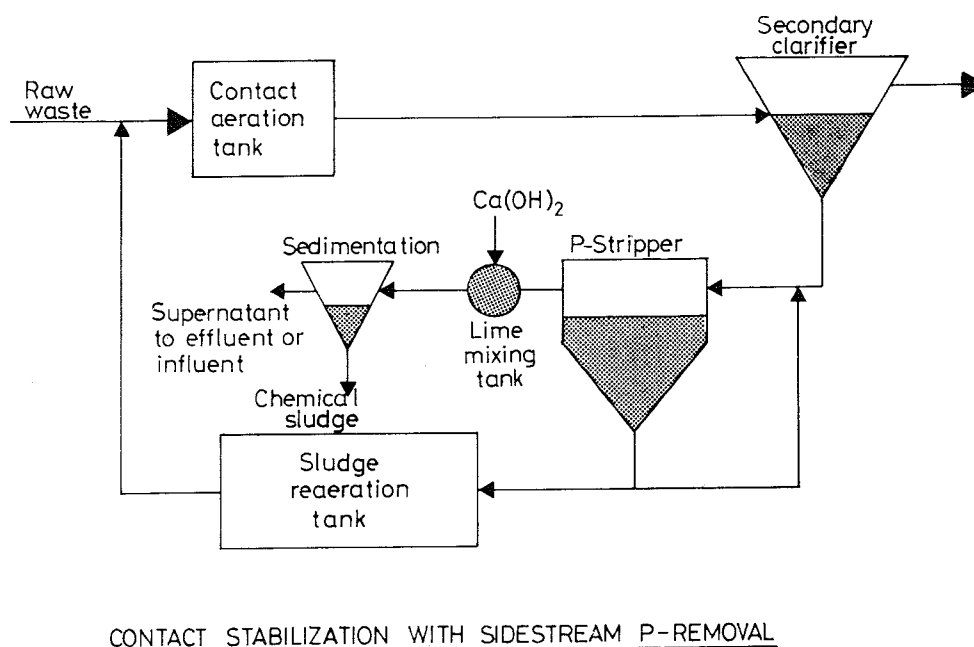 Secondary
clarifier
Raw
waste
Contact
aeration
tank
Ca(OH)2
P-Stripper
Sedimentation
Supernatant
to effluent or
influent
Lime
mixing
tank
Chemical
sludge
Sludge
reaeration
tank
CONTACT STABILIZATION WITH SIDESTREAM P-REMOVAL